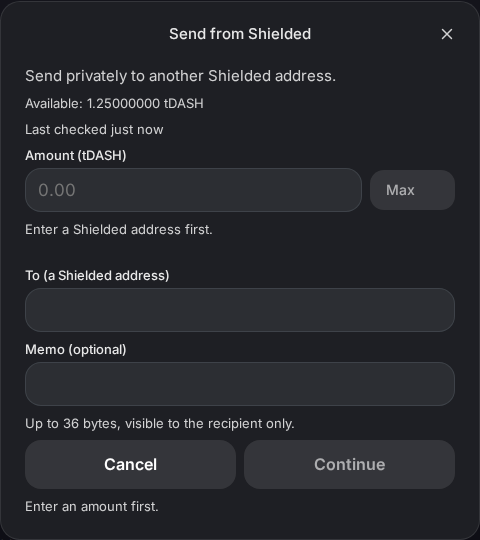 Send from Shielded
Send privately to another Shielded address.
Available: 1.25000000 tDASH
Last checked just now
Amount (tDASH)
0.00
Max
Enter a Shielded address first.
To (a Shielded address)
Memo (optional)
Up to 36 bytes, visible to the recipient only.
Cancel
Continue
Enter an amount first.